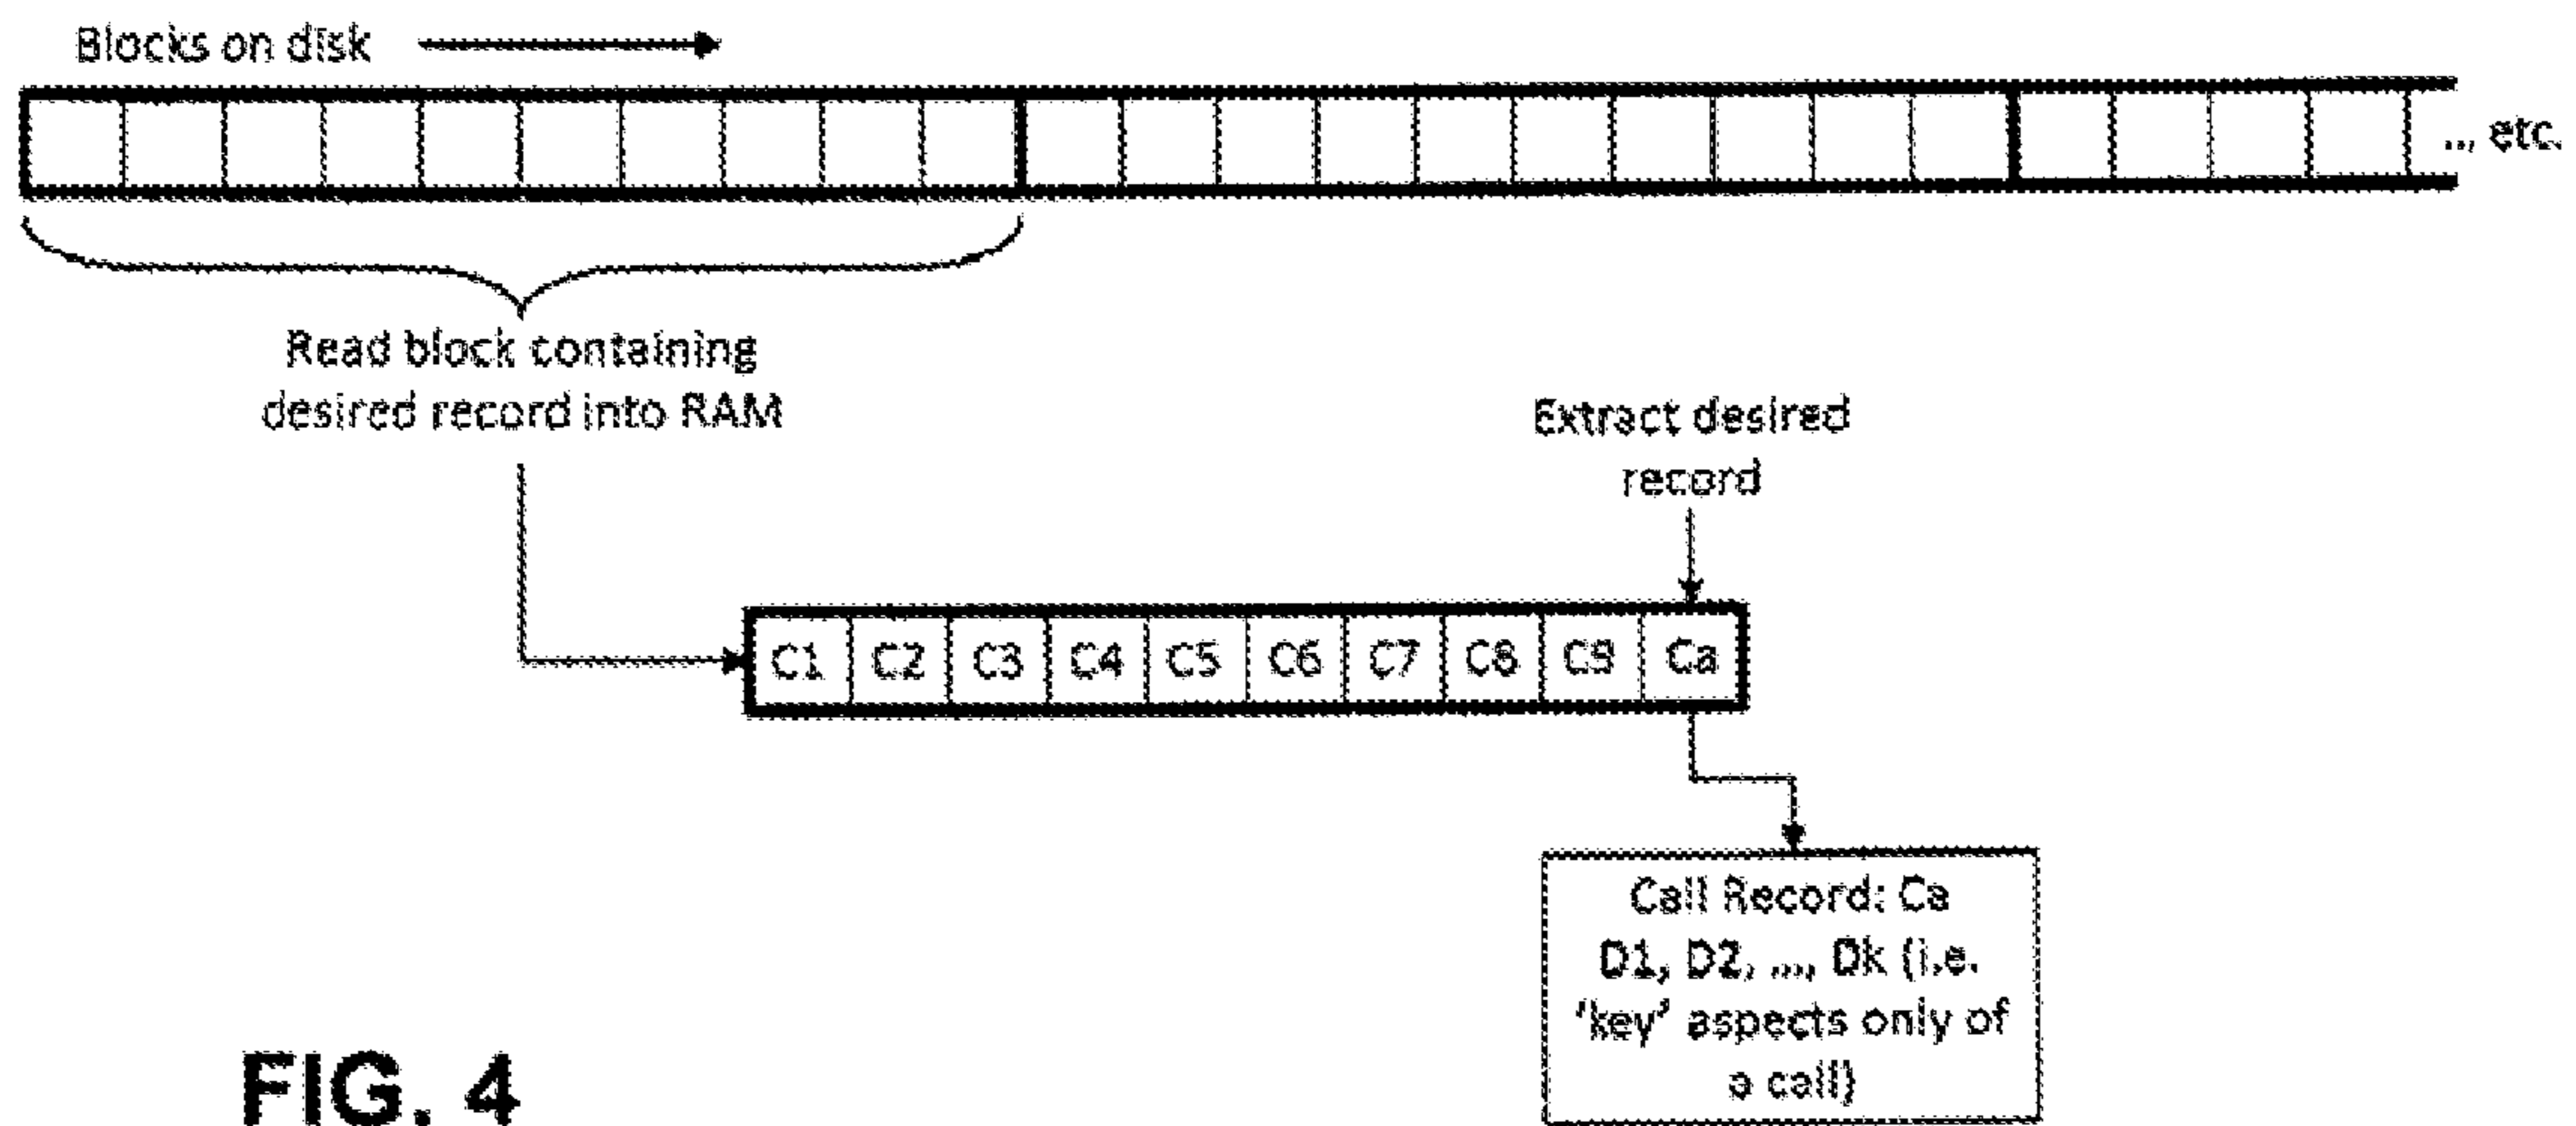 Blocks on disk
.., etc.
Read block containing
desired record into RAM
Extract desired
record
C1 C2 C3 C4 C5 C6 C7 C8 C9 Ca
Call Record: Ca
D1, D2, ..., Dk (i.e.
'key' aspects only of
a call)
FIG. 4